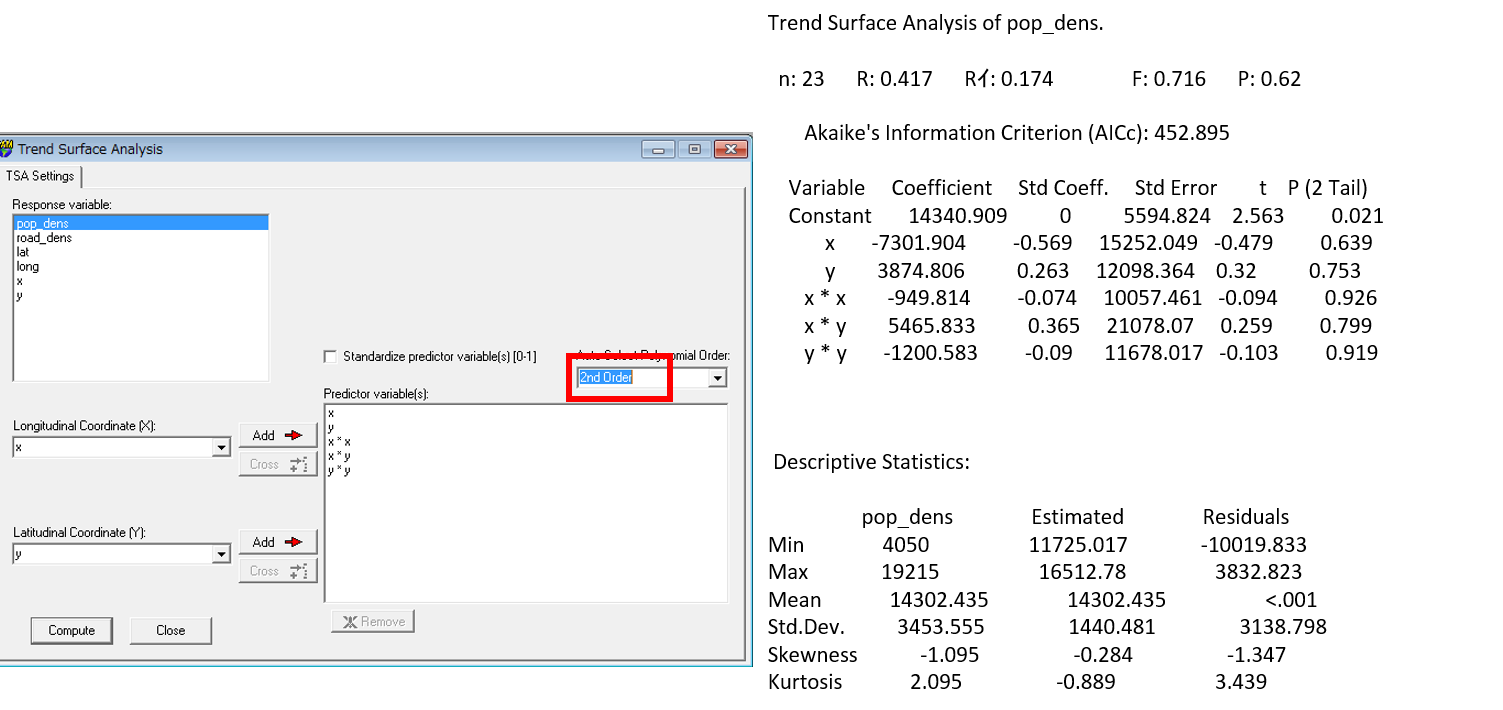 Trend Surface Analysis
TSA Settings
Response variable:
pop_dens
road_dens
lat
long
x
y
Standardize predictor variable(s) [0-1]
Auto Select Polynomial Order:
2nd Order
Predictor variable(s):
x
y
x * x
x * y
y * y
Longitudinal Coordinate (X):
x
Add
Cross
Latitudinal Coordinate (Y):
y
Add
Cross
Remove
Compute
Close
Trend Surface Analysis of pop_dens.
n: 23 R: 0.417 Rイ: 0.174 F: 0.716 P: 0.62
Akaike's Information Criterion (AICc): 452.895
Variable Coefficient Std Coeff. Std Error t P (2 Tail)
Constant 14340.909 0 5594.824 2.563 0.021
x -7301.904 -0.569 15252.049 -0.479 0.639
y 3874.806 0.263 12098.364 0.32 0.753
x * x -949.814 -0.074 10057.461 -0.094 0.926
x * y 5465.833 0.365 21078.07 0.259 0.799
y * y -1200.583 -0.09 11678.017 -0.103 0.919
Descriptive Statistics:
pop_dens Estimated Residuals
Min 4050 11725.017 -10019.833
Max 19215 16512.78 3832.823
Mean 14302.435 14302.435 <.001
Std.Dev. 3453.555 1440.481 3138.798
Skewness -1.095 -0.284 -1.347
Kurtosis 2.095 -0.889 3.439